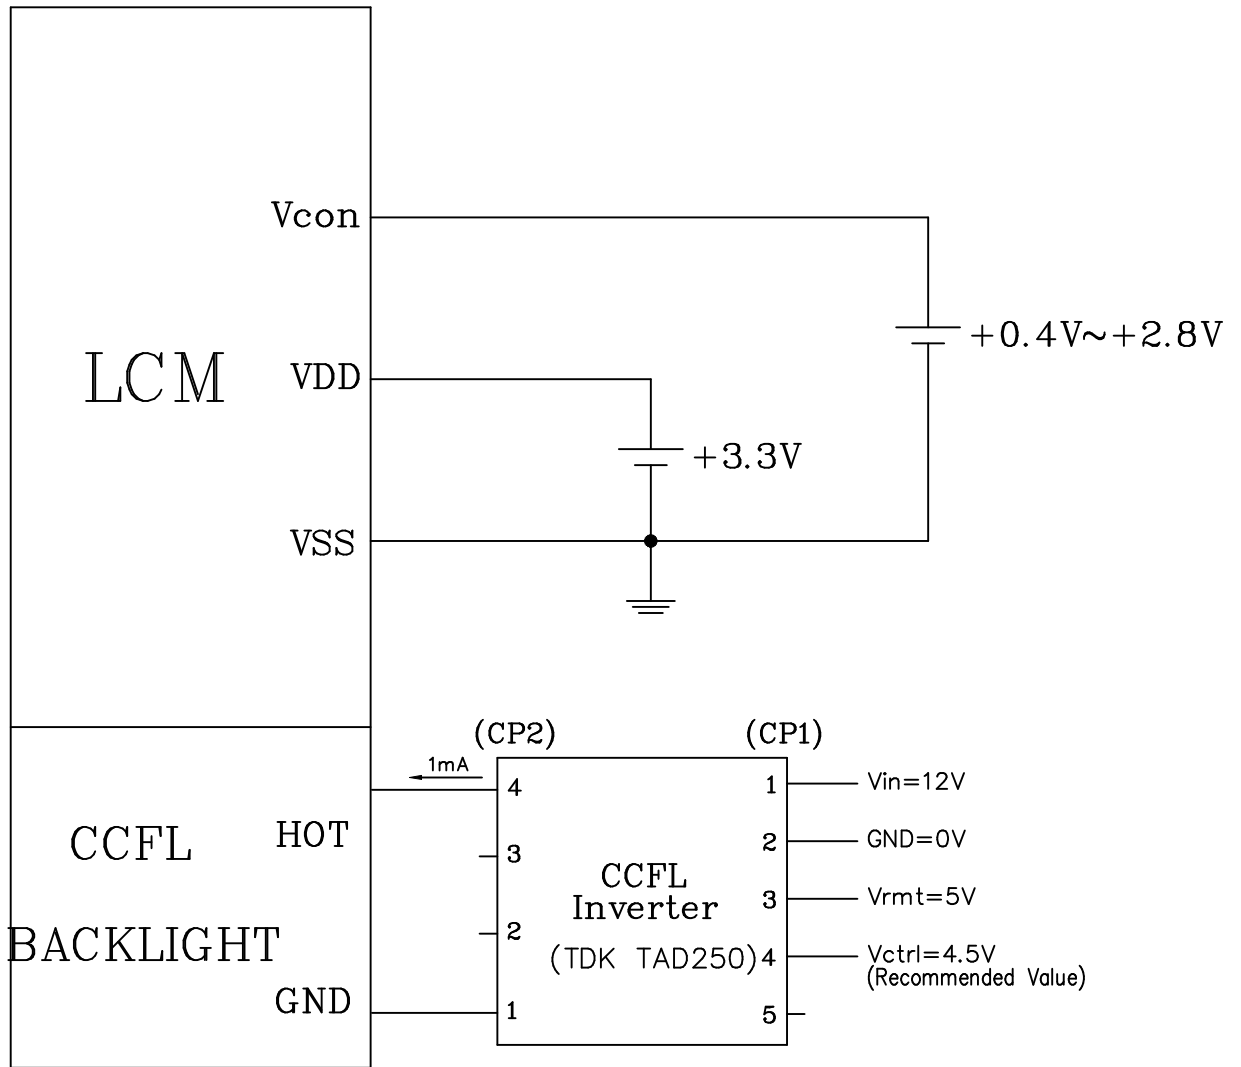 Vcon
+0.4V~+2.8V
LCM
VDD
+3.3V
VSS
(CP2)
(CP1)
1mA
4
1
Vin=12V
HOT
CCFL
3
2
GND=0V
CCFL
Inverter
3
Vrmt=5V
2
BACKLIGHT
(TDK TAD250)
4
Vctrl=4.5V
(Recommended Value)
GND
1
5